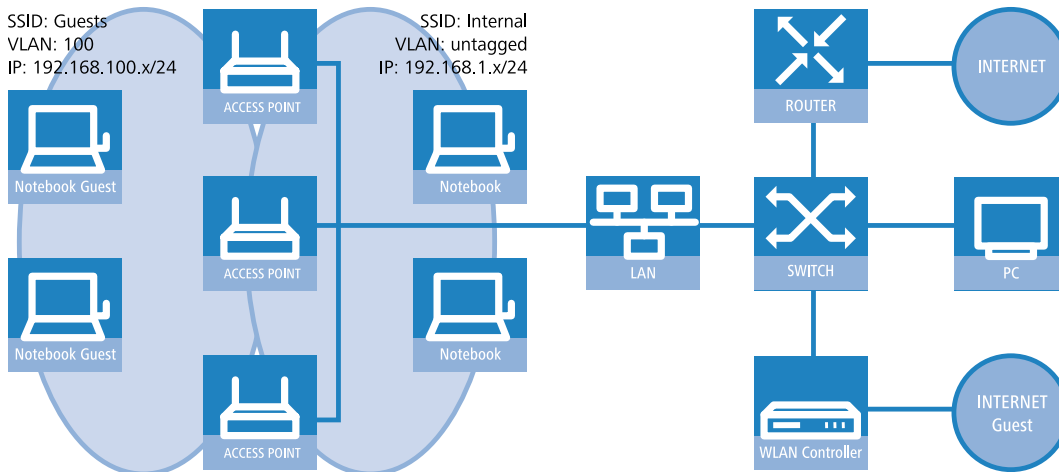 SSID: Guests
VLAN: 100
IP: 192.168.100.x/24
SSID: Internal
VLAN: untagged
IP: 192.168.1.x/24
ACCESS POINT
ROUTER
INTERNET
Notebook Guest
Notebook
ACCESS POINT
LAN
SWITCH
PC
Notebook Guest
Notebook
ACCESS POINT
WLAN Controller
INTERNET
Guest